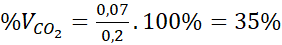 %V_{CO_2} = \frac{0,07}{0,2} . 100% = 35%